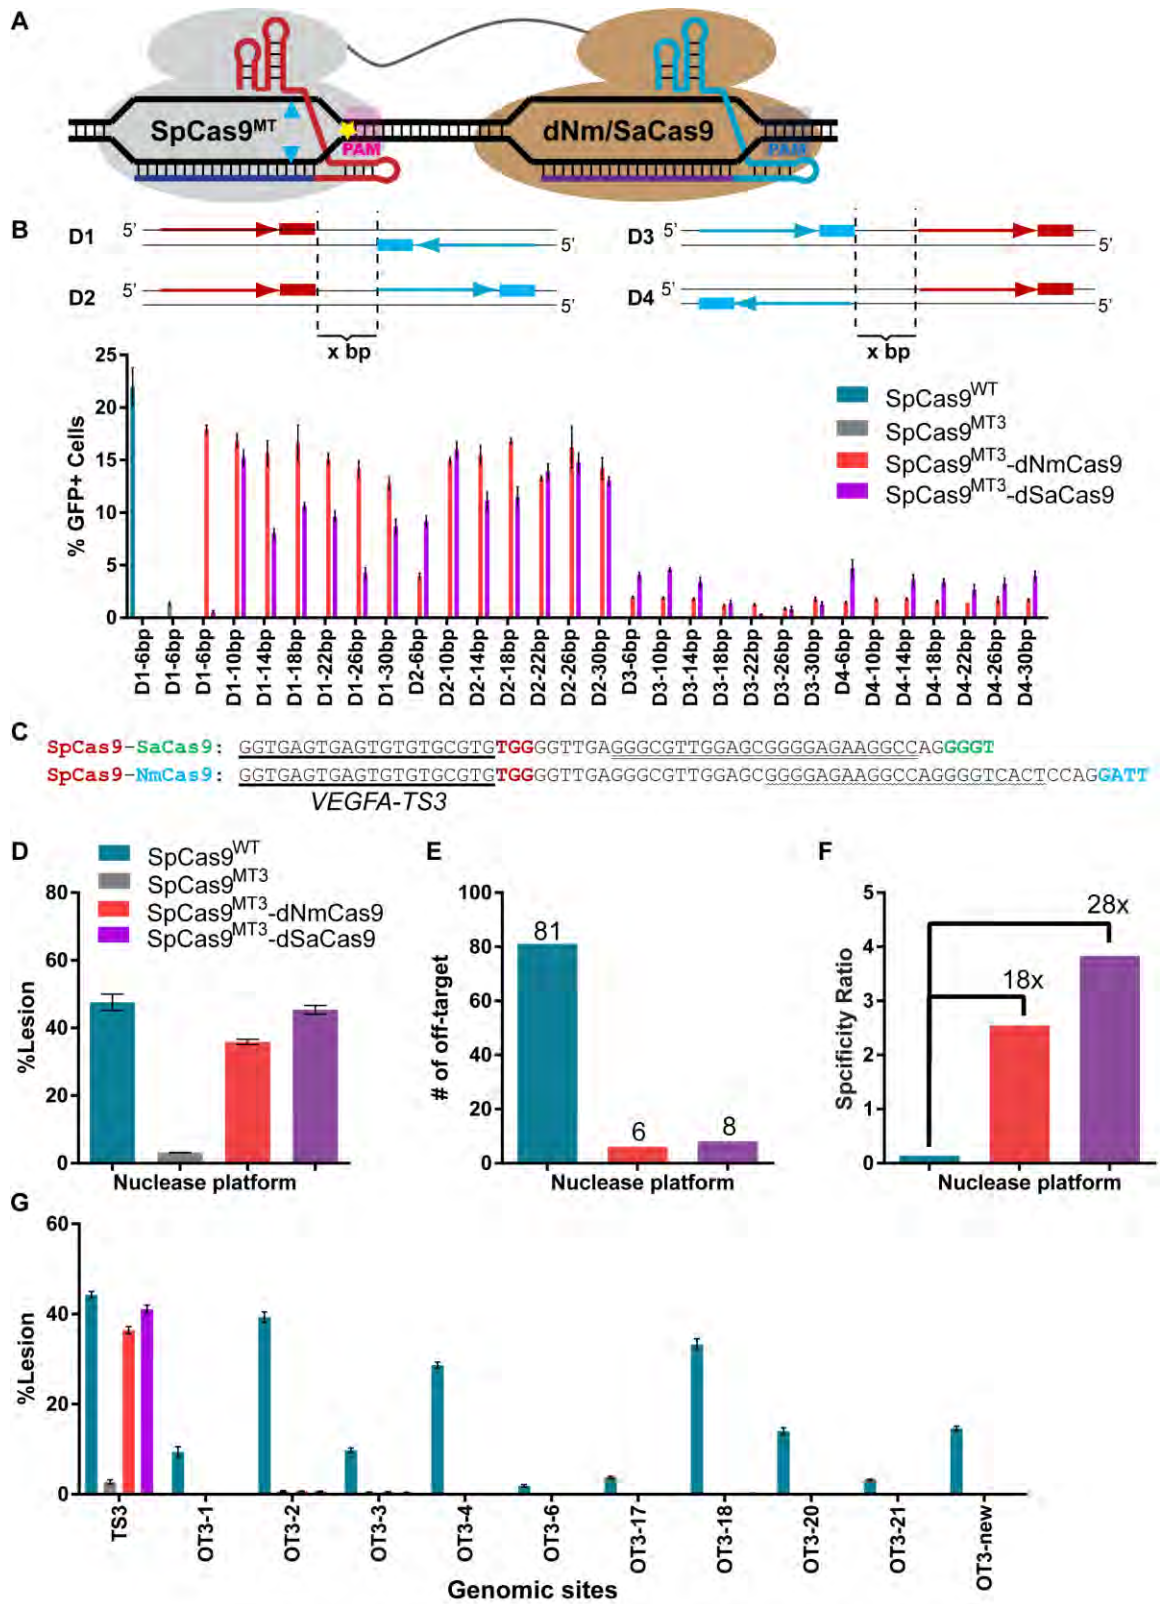 A
SpCas9MT
PAM
dNm/SaCas9
PAM
B
D1 5’ 5’
D2 5’ 5’
D3 5’ 5’
D4 5’ 5’
x bp x bp
25
20
15
10
5
0
% GFP+ Cells
SpCas9WT
SpCas9MT3
SpCas9MT3-dNmCas9
SpCas9MT3-dSaCas9
D1-6bp D1-6bp D1-6bp D1-10bp D1-14bp D1-18bp D1-22bp D1-26bp D1-30bp D2-6bp D2-10bp D2-14bp D2-18bp D2-22bp D2-26bp D2-30bp D3-6bp D3-10bp D3-14bp D3-18bp D3-22bp D3-26bp D3-30bp D4-6bp D4-10bp D4-14bp D4-18bp D4-22bp D4-26bp D4-30bp
C
SpCas9-SaCas9: GGTGAGTGAGTGTGTGCGTGTGGGGTTGAGGGCGTTGGAGCGGGGAGAAGGCCAGGGGT
SpCas9-NmCas9: GGTGAGTGAGTGTGTGCGTGTGGGGTTGAGGGCGTTGGAGCGGGGAGAAGGCCAGGGGTCACTCCAGGATT
VEGFA-TS3
D
SpCas9WT
SpCas9MT3
SpCas9MT3-dNmCas9
SpCas9MT3-dSaCas9
80
60
40
20
0
%Lesion
Nuclease platform
E
100
80
60
40
20
0
# of off-target
81
6
8
Nuclease platform
F
5
4
3
2
1
0
Spcificity Ratio
28x
18x
Nuclease platform
G
60
40
20
0
%Lesion
TS3 OT3-1 OT3-2 OT3-3 OT3-4 OT3-6 OT3-17 OT3-18 OT3-20 OT3-21 OT3-new
Genomic sites